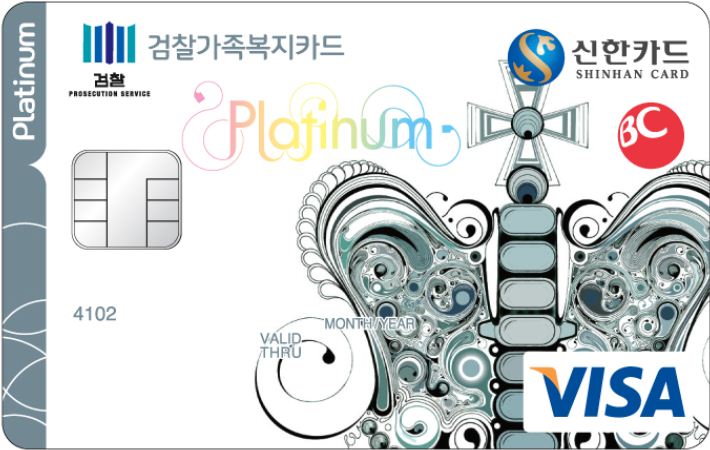 Platinum
검찰
PROSECUTION SERVICE
검찰가족복지카드
신한카드
SHINHAN CARD
Platinum
BC
4102
MONTH/YEAR
VALID
THRU
VISA